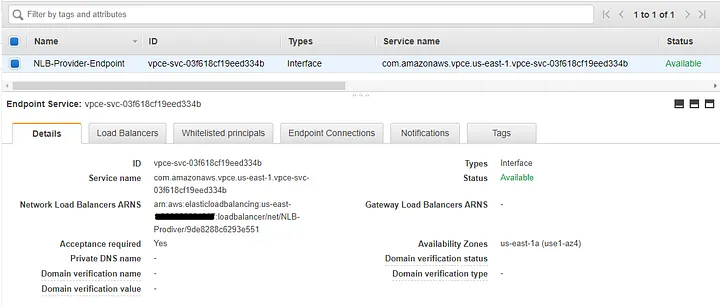 Filter by tags and attributes
1 to 1 of 1
Name ID Types Service name Status
NLB-Provider-Endpoint vpce-svc-03f618cf19eed334b Interface com.amazonaws.vpce.us-east-1.vpce-svc-03f618cf19eed334b Available
Endpoint Service: vpce-svc-03f618cf19eed334b
Details Load Balancers Whitelisted principals Endpoint Connections Notifications Tags
ID vpce-svc-03f618cf19eed334b Types Interface
Service name com.amazonaws.vpce.us-east-1.vpce-svc- Status Available
03f618cf19eed334b
Network Load Balancers ARNS arn:aws:elasticloadbalancing:us-east- Gateway Load Balancers ARNS -
:loadbalancer/net/NLB-
Prodiver/9de8288c6293e551
Acceptance required Yes Availability Zones us-east-1a (use1-az4)
Private DNS name - Domain verification status
Domain verification name - Domain verification type -
Domain verification value -